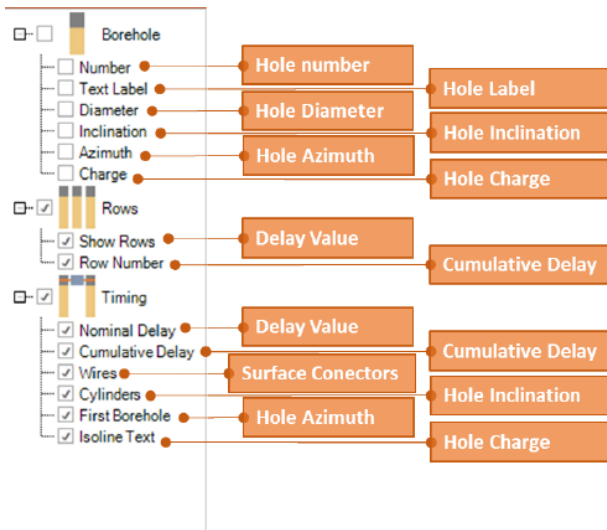 Borehole
Number Hole number
Text Label Hole Label
Diameter Hole Diameter
Inclination Hole Inclination
Azimuth Hole Azimuth
Charge Hole Charge
Rows
Show Rows Delay Value
Row Number Cumulative Delay
Timing
Nominal Delay Delay Value
Cumulative Delay Cumulative Delay
Wires Surface Conectors
Cylinders Hole Inclination
First Borehole Hole Azimuth
Isoline Text Hole Charge